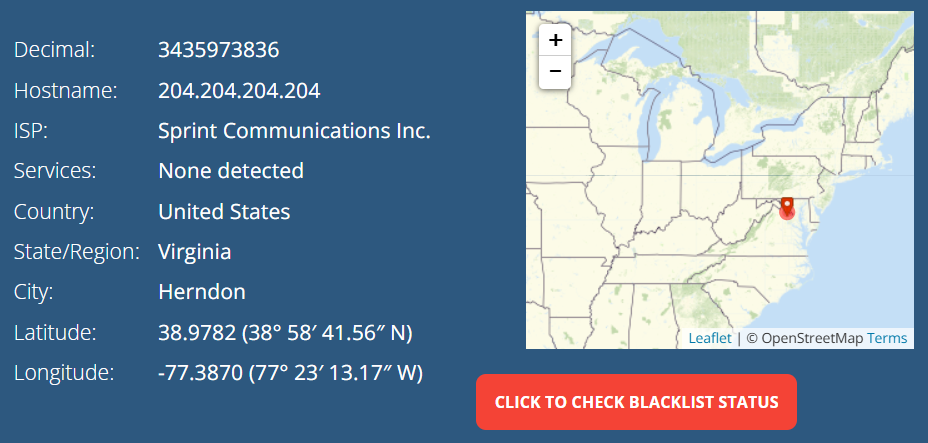 Decimal: 3435973836
Hostname: 204.204.204.204
ISP: Sprint Communications Inc.
Services: None detected
Country: United States
State/Region: Virginia
City: Herndon
Latitude: 38.9782 (38° 58′ 41.56″ N)
Longitude: -77.3870 (77° 23′ 13.17″ W)
+
−
Leaflet | © OpenStreetMap Terms
CLICK TO CHECK BLACKLIST STATUS